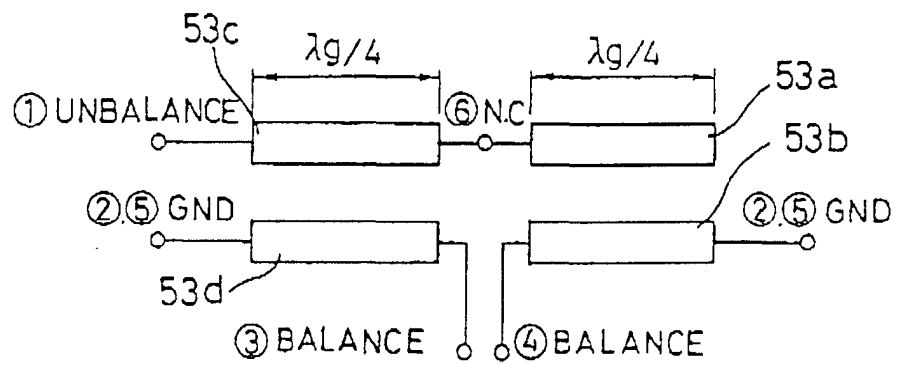 53c
λg/4
λg/4
53a
① UNBALANCE
⑥ N.C
53b
②.⑤ GND
②.⑤ GND
53d
③ BALANCE
④ BALANCE